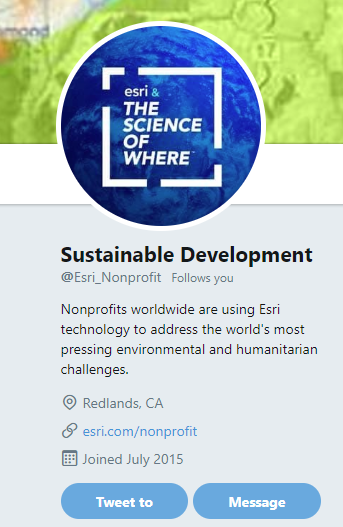 mond
esri &
THE
SCIENCE
OF
WHERE™
Sustainable Development
@Esri_Nonprofit Follows you
Nonprofits worldwide are using Esri
technology to address the world's most
pressing environmental and humanitarian
challenges.
Redlands, CA
esri.com/nonprofit
Joined July 2015
Tweet to Message